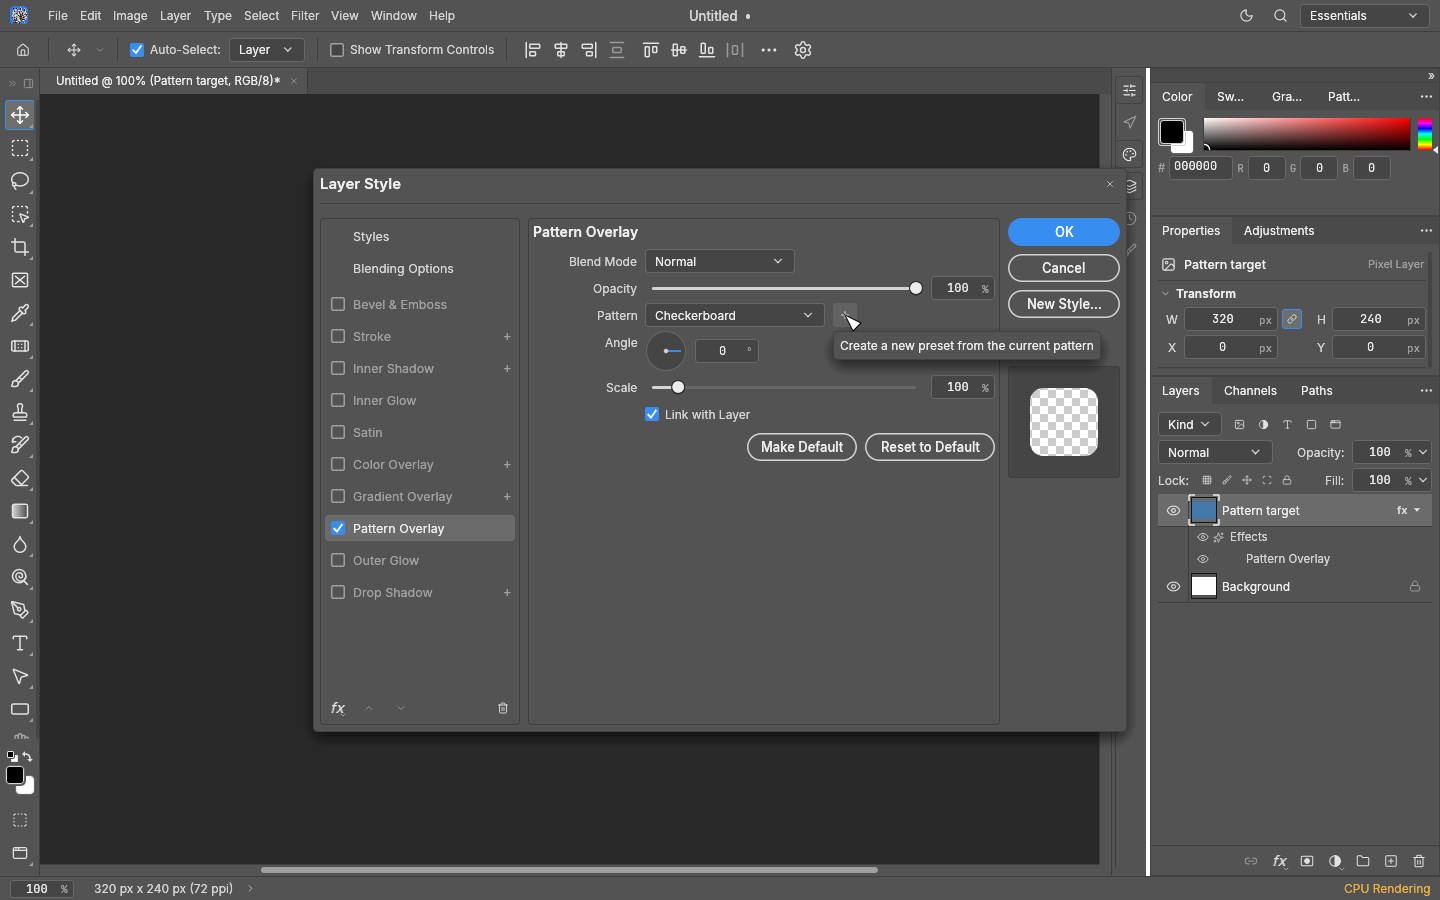 File Edit Image Layer Type Select Filter View Window Help
Untitled •
Essentials
Auto-Select: Layer
Show Transform Controls
Untitled @ 100% (Pattern target, RGB/8)* ×
Layer Style
Styles
Blending Options
Bevel & Emboss
Stroke +
Inner Shadow +
Inner Glow
Satin
Color Overlay +
Gradient Overlay +
Pattern Overlay
Outer Glow
Drop Shadow +
fx
Pattern Overlay
Blend Mode Normal
Opacity 100 %
Pattern Checkerboard
Angle 0 °
Scale 100 %
Link with Layer
Make Default Reset to Default
Create a new preset from the current pattern
OK
Cancel
New Style...
Color Sw... Gra... Patt...
# 000000 R 0 G 0 B 0
Properties Adjustments
Pattern target Pixel Layer
Transform
W 320 px H 240 px
X 0 px Y 0 px
Layers Channels Paths
Kind
Normal Opacity: 100 %
Lock: Fill: 100 %
Pattern target fx
Effects
Pattern Overlay
Background
fx
100 % 320 px x 240 px (72 ppi)
CPU Rendering